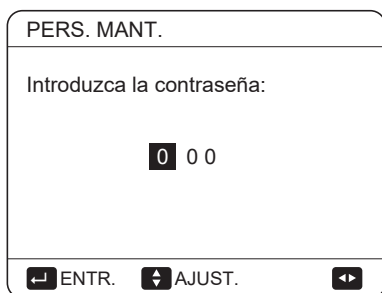 PERS. MANT.
Introduzca la contraseña:
0 0 0
ENTR. AJUST.